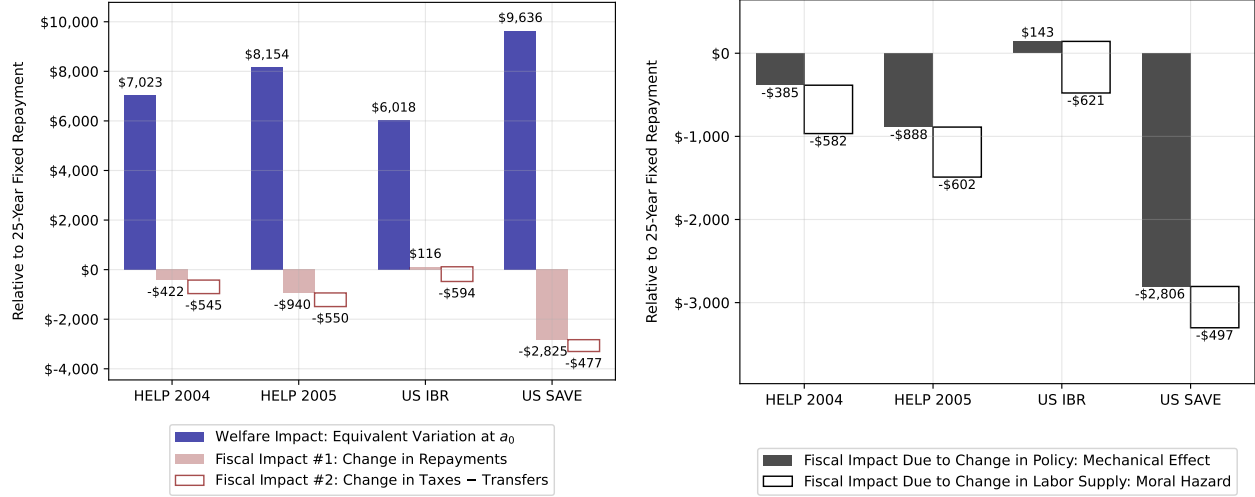 Relative to 25-Year Fixed Repayment
$10,000
$8,000
$6,000
$4,000
$2,000
$0
$-2,000
$-4,000
$7,023
-$422
-$545
$8,154
-$940
-$550
$6,018
$116
-$594
$9,636
-$2,825
-$477
HELP 2004
HELP 2005
US IBR
US SAVE
Welfare Impact: Equivalent Variation at a₀
Fiscal Impact #1: Change in Repayments
Fiscal Impact #2: Change in Taxes − Transfers
Relative to 25-Year Fixed Repayment
$0
$-1,000
$-2,000
$-3,000
-$385
-$582
-$888
-$602
$143
-$621
-$2,806
-$497
HELP 2004
HELP 2005
US IBR
US SAVE
Fiscal Impact Due to Change in Policy: Mechanical Effect
Fiscal Impact Due to Change in Labor Supply: Moral Hazard